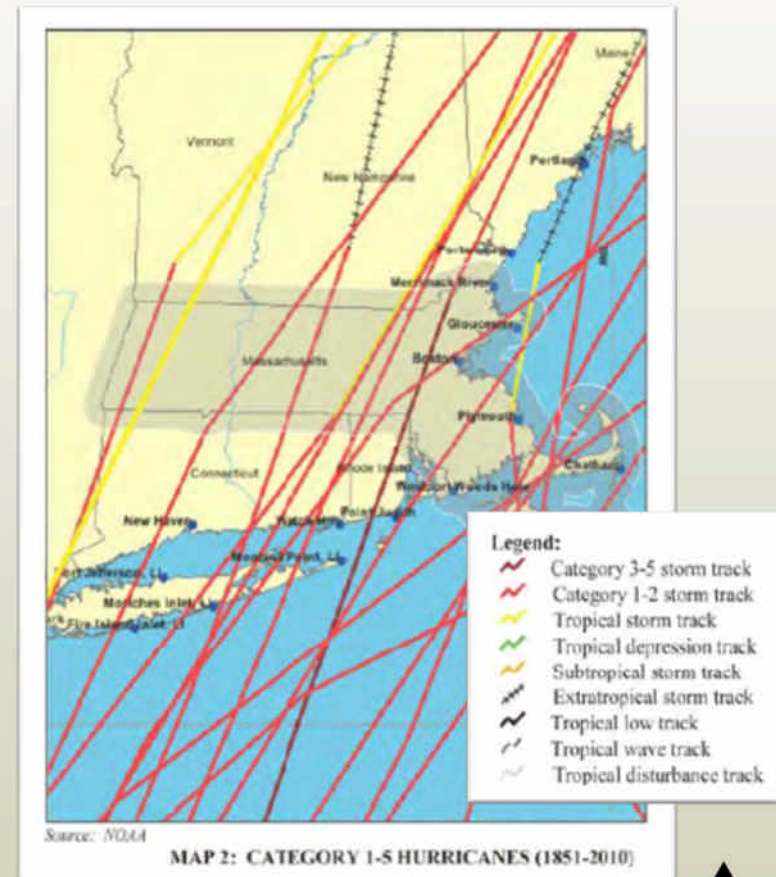 Maine
Vermont
Portland
New Hampshire
Merrimack River
Gloucester
Massachusetts
Boston
Plymouth
Connecticut
Rhode Island
Chatham
Woods Hole
New Haven
Point Judith
Montauk Point, LI
Port Jefferson, LI
Moriches Inlet, LI
Fire Island Inlet, LI
Legend:
Category 3-5 storm track
Category 1-2 storm track
Tropical storm track
Tropical depression track
Subtropical storm track
Extratropical storm track
Tropical low track
Tropical wave track
Tropical disturbance track
Source: NOAA
MAP 2: CATEGORY 1-5 HURRICANES (1851-2010)